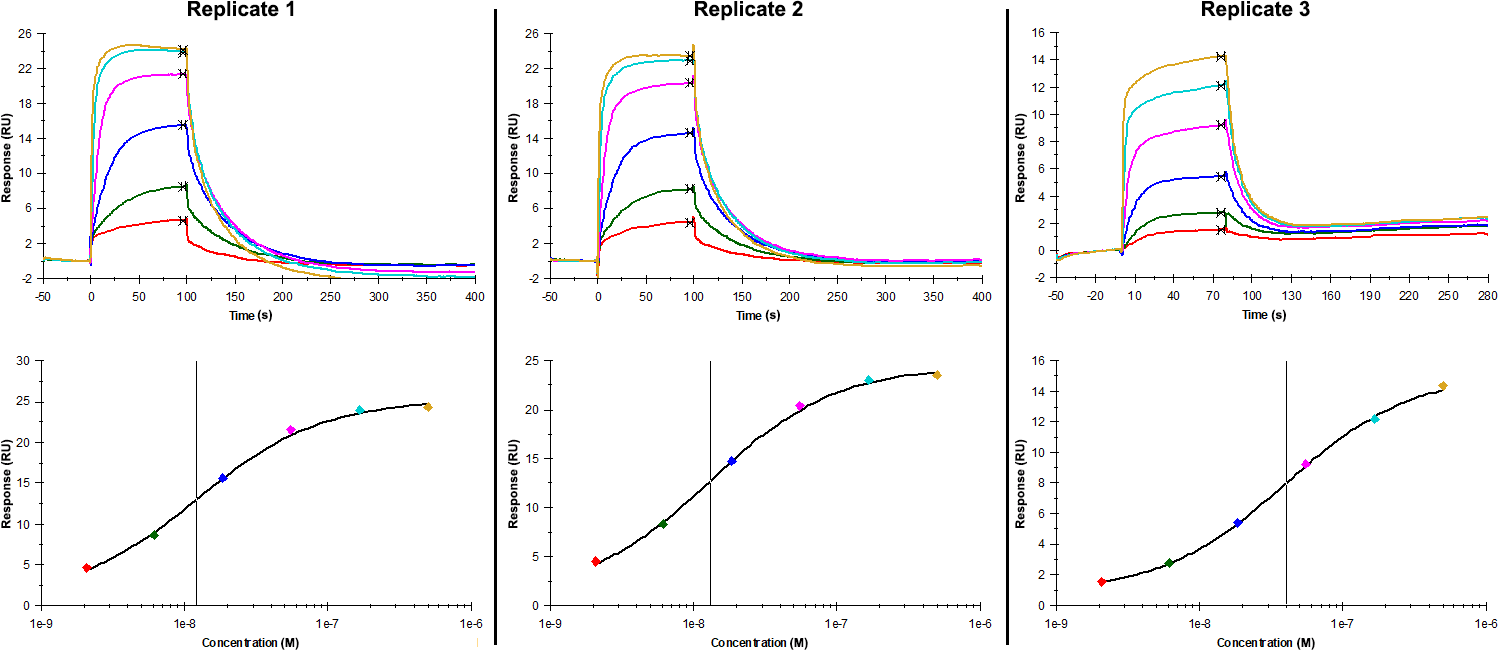 Replicate 1
Replicate 2
Replicate 3
26
22
18
14
10
6
2
-2
Response (RU)
-50 0 50 100 150 200 250 300 350 400
Time (s)
26
22
18
14
10
6
2
-2
Response (RU)
-50 0 50 100 150 200 250 300 350 400
Time (s)
16
14
12
10
8
6
4
2
0
-2
Response (RU)
-50 -20 10 40 70 100 130 160 190 220 250 280
Time (s)
30
25
20
15
10
5
0
Response (RU)
1e-9 1e-8 1e-7 1e-6
Concentration (M)
25
20
15
10
5
0
Response (RU)
1e-9 1e-8 1e-7 1e-6
Concentration (M)
16
14
12
10
8
6
4
2
0
Response (RU)
1e-9 1e-8 1e-7 1e-6
Concentration (M)